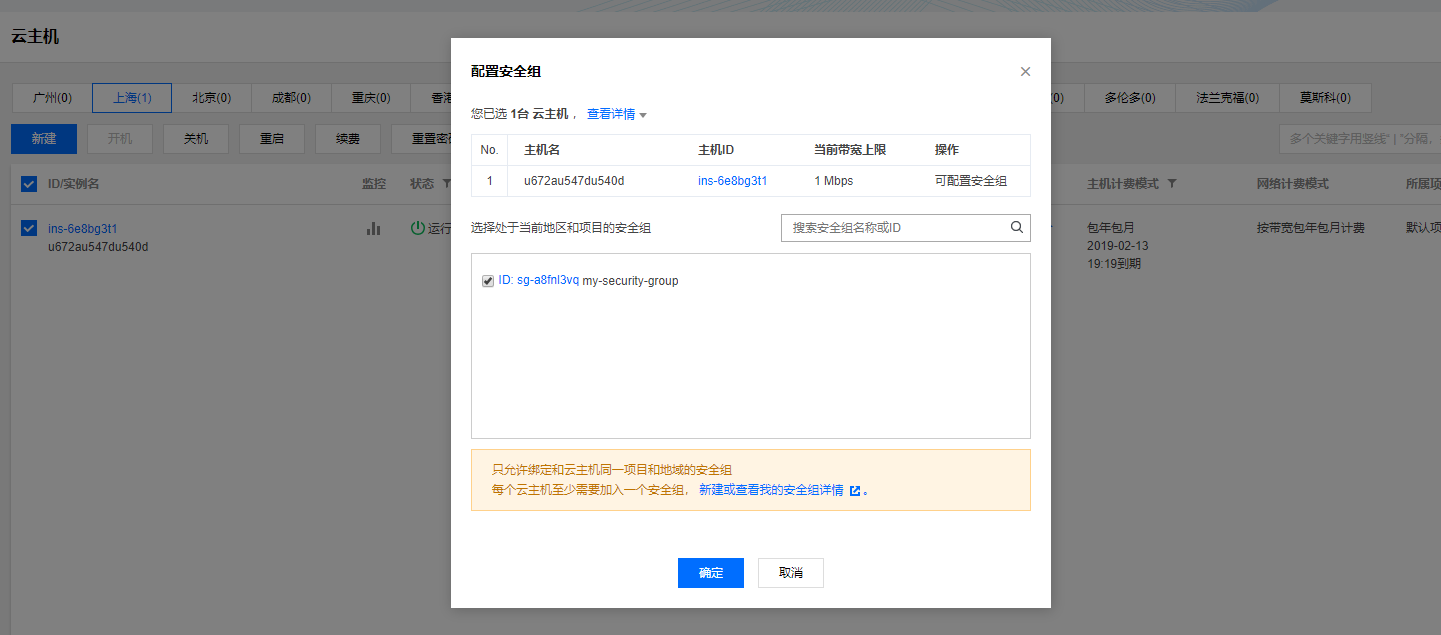 云主机
广州(0) 上海(1) 北京(0) 成都(0) 重庆(0) 香港 (0) 多伦多(0) 法兰克福(0) 莫斯科(0)
新建 开机 关机 重启 续费 重置密码 多个关键字用竖线“|”分隔,
ID/实例名 监控 状态 主机计费模式 网络计费模式 所属项
ins-6e8bg3t1
u672au547du540d
运行
包年包月
2019-02-13
19:19到期
按带宽包年包月计费
默认项
配置安全组
您已选 1台 云主机 , 查看详情
No. 主机名 主机ID 当前带宽上限 操作
1 u672au547du540d ins-6e8bg3t1 1 Mbps 可配置安全组
选择处于当前地区和项目的安全组
搜索安全组名称或ID
ID: sg-a8fnl3vq my-security-group
只允许绑定和云主机同一项目和地域的安全组
每个云主机至少需要加入一个安全组, 新建或查看我的安全组详情 。
确定 取消